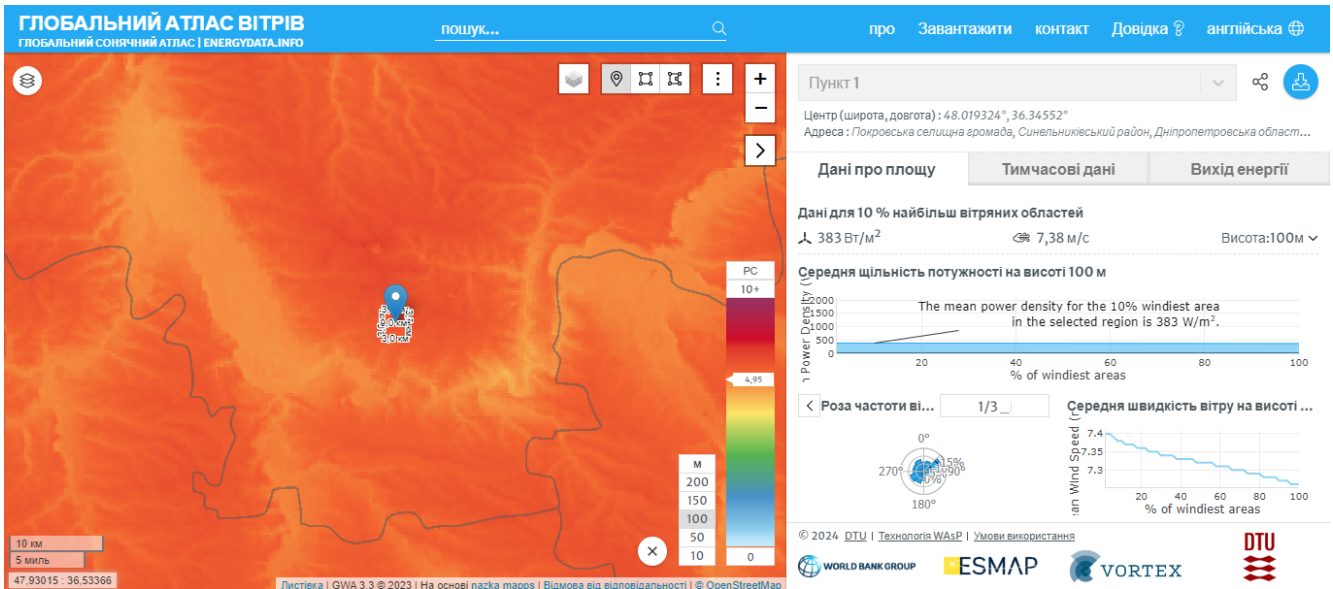 ГЛОБАЛЬНИЙ АТЛАС ВІТРІВ
ГЛОБАЛЬНИЙ СОНЯЧНИЙ АТЛАС | ENERGYDATA.INFO
пошук...
про Завантажити контакт Довідка англійська
Пункт 1
Центр (широта, довгота) : 48.019324°, 36.34552°
Адреса : Покровська селищна громада, Синельниківський район, Дніпропетровська област...
Дані про площу Тимчасові дані Вихід енергії
Дані для 10 % найбільш вітряних областей
383 Вт/м² 7,38 м/с Висота:100м
Середня щільність потужності на висоті 100 м
2000
1500
1000
500
0
The mean power density for the 10% windiest area
in the selected region is 383 W/m².
20 40 60 80 100
% of windiest areas
Роза частоти ві... 1/3 Середня швидкість вітру на висоті ...
0°
270° 90°
180°
15%
7.4
7.35
7.3
20 40 60 80 100
% of windiest areas
© 2024 DTU | Технологія WAsP | Умови використання
WORLD BANK GROUP ESMAP VORTEX DTU
3.0 км
РС
10+
4,95
0
М
200
150
100
50
10
10 км
5 миль
47,93015 : 36,53366
Листівка | GWA 3.3 © 2023 | На основі nazka mapps | Відмова від відповідальності | © OpenStreetMap